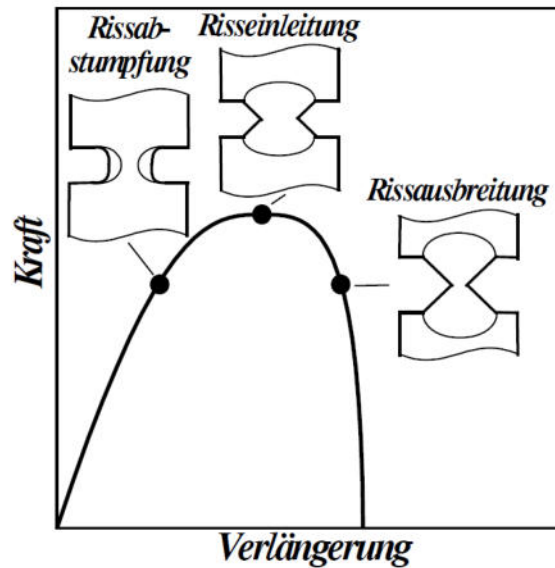 Rissab-
stumpfung
Risseinleitung
Rissausbreitung
Kraft
Verlängerung